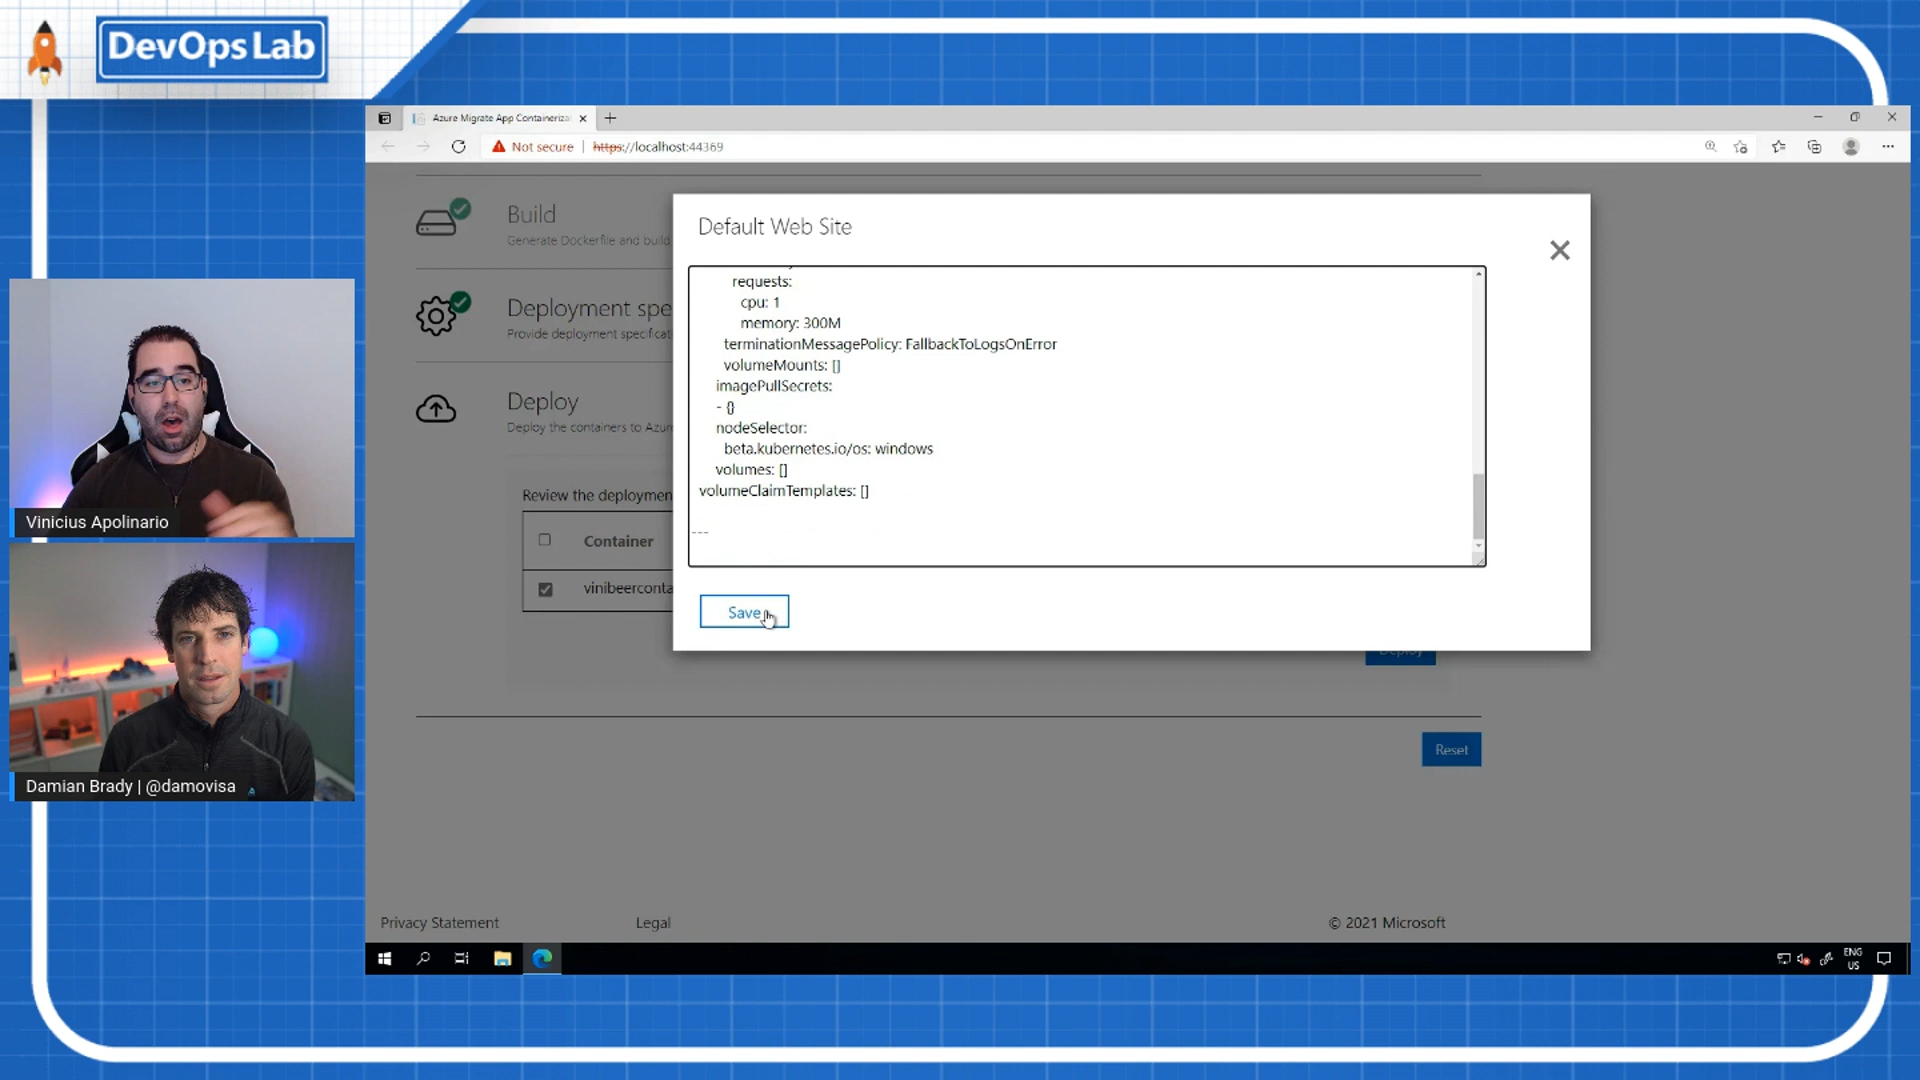 DevOps Lab
Azure Migrate App Containeriza
Not secure
https://localhost:44369
Build
Generate Dockerfile and build
Deployment spe
Provide deployment specificat
Deploy
Deploy the containers to Azur
Review the deploymen
Container
vinibeerconta
Default Web Site
requests:
cpu: 1
memory: 300M
terminationMessagePolicy: FallbackToLogsOnError
volumeMounts: []
imagePullSecrets:
- {}
nodeSelector:
beta.kubernetes.io/os: windows
volumes: []
volumeClaimTemplates: []
---
Save
Deploy
Reset
Privacy Statement
Legal
© 2021 Microsoft
ENG
US
Vinicius Apolinario
Damian Brady | @damovisa